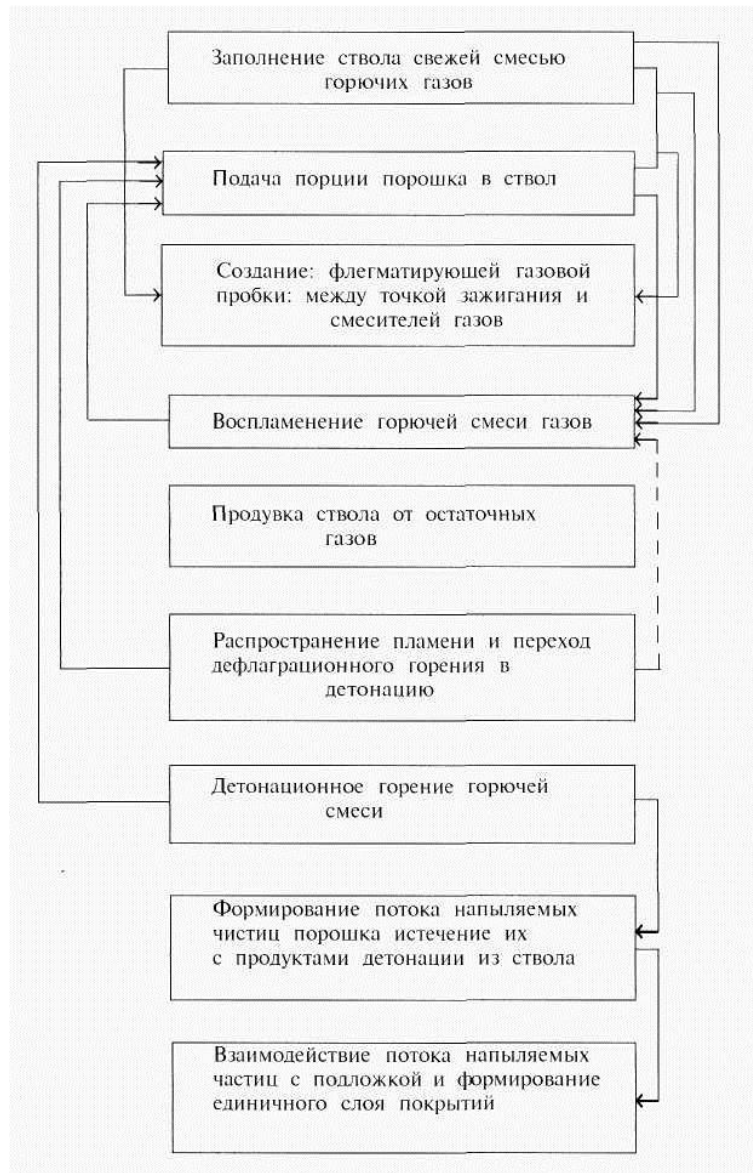 Заполнение ствола свежей смесью
горючих газов
Подача порции порошка в ствол
Создание: флегматирующей газовой
пробки: между точкой зажигания и
смесителей газов
Воспламенение горючей смеси газов
Продувка ствола от остаточных
газов
Распространение пламени и переход
дефлаграционного горения в
детонацию
Детонационное горение горючей
смеси
Формирование потока напыляемых
чистиц порошка истечение их
с продуктами детонации из ствола
Взаимодействие потока напыляемых
частиц с подложкой и формирование
единичного слоя покрытий